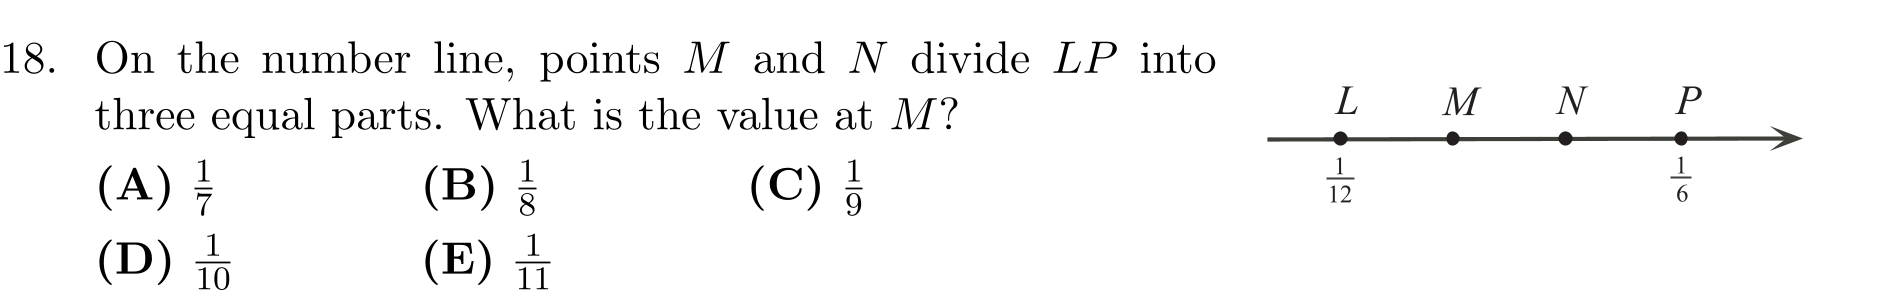 18. On the number line, points M and N divide LP into
three equal parts. What is the value at M?
(A) 1/7 (B) 1/8 (C) 1/9
(D) 1/10 (E) 1/11
L M N P
1/12 1/6